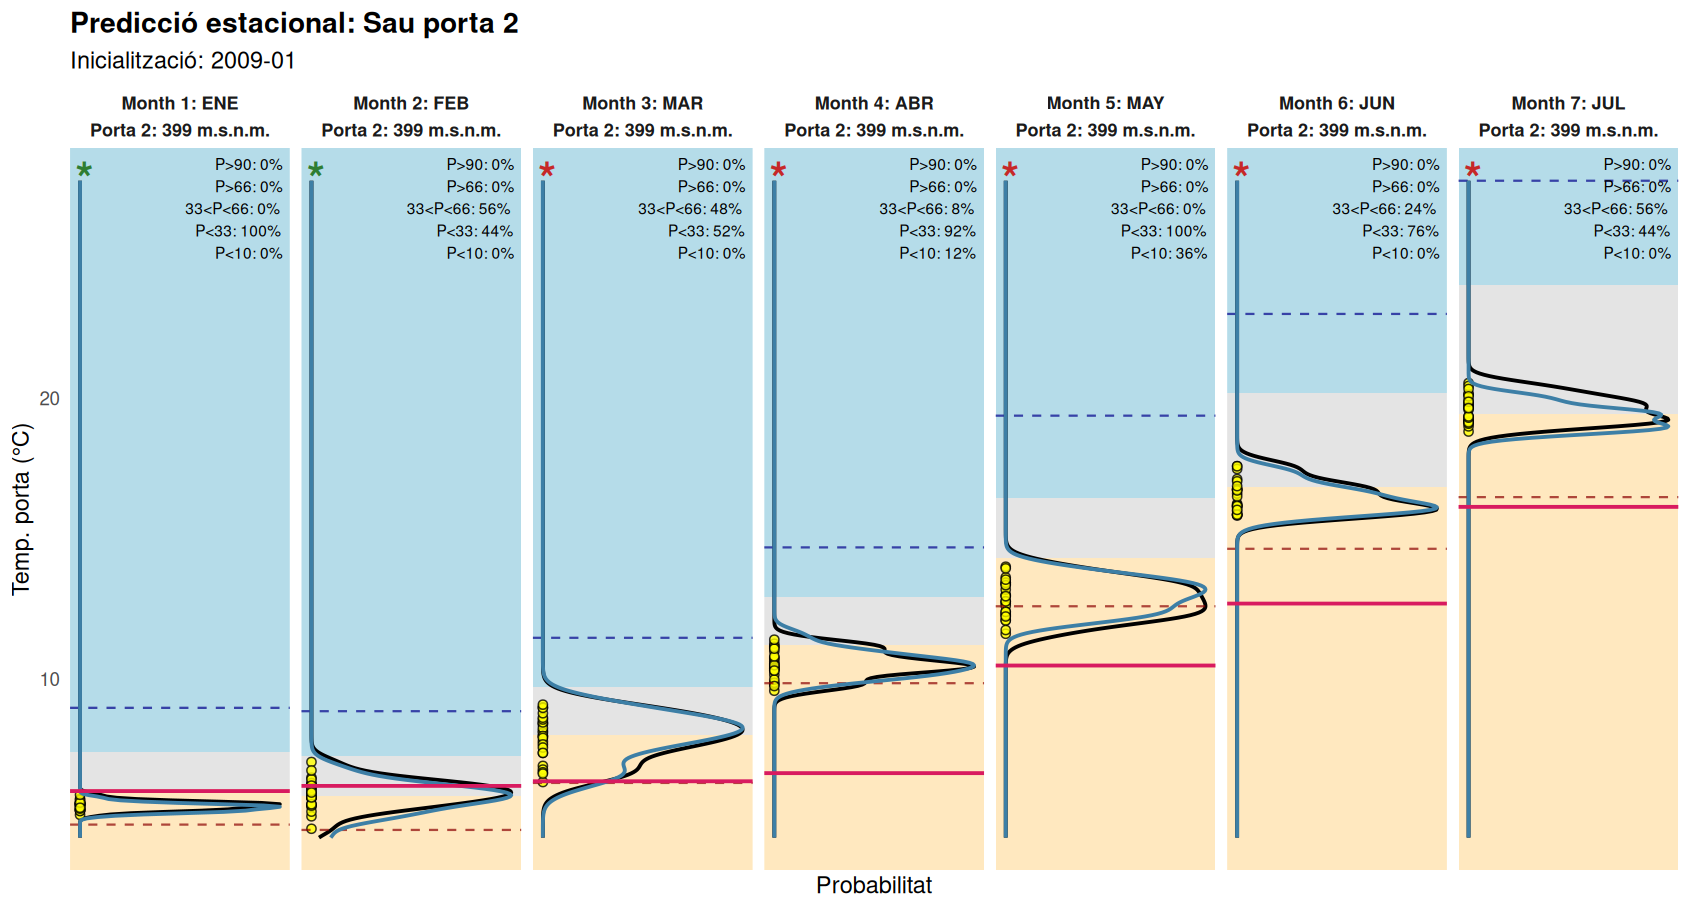 Predicció estacional: Sau porta 2
Inicialització: 2009-01
Month 1: ENE
Porta 2: 399 m.s.n.m.
*
P>90: 0%
P>66: 0%
33<P<66: 0%
P<33: 100%
P<10: 0%
Month 2: FEB
Porta 2: 399 m.s.n.m.
*
P>90: 0%
P>66: 0%
33<P<66: 56%
P<33: 44%
P<10: 0%
Month 3: MAR
Porta 2: 399 m.s.n.m.
*
P>90: 0%
P>66: 0%
33<P<66: 48%
P<33: 52%
P<10: 0%
Month 4: ABR
Porta 2: 399 m.s.n.m.
*
P>90: 0%
P>66: 0%
33<P<66: 8%
P<33: 92%
P<10: 12%
Month 5: MAY
Porta 2: 399 m.s.n.m.
*
P>90: 0%
P>66: 0%
33<P<66: 0%
P<33: 100%
P<10: 36%
Month 6: JUN
Porta 2: 399 m.s.n.m.
*
P>90: 0%
P>66: 0%
33<P<66: 24%
P<33: 76%
P<10: 0%
Month 7: JUL
Porta 2: 399 m.s.n.m.
*
P>90: 0%
P>66: 0%
33<P<66: 56%
P<33: 44%
P<10: 0%
20
10
Temp. porta (°C)
Probabilitat